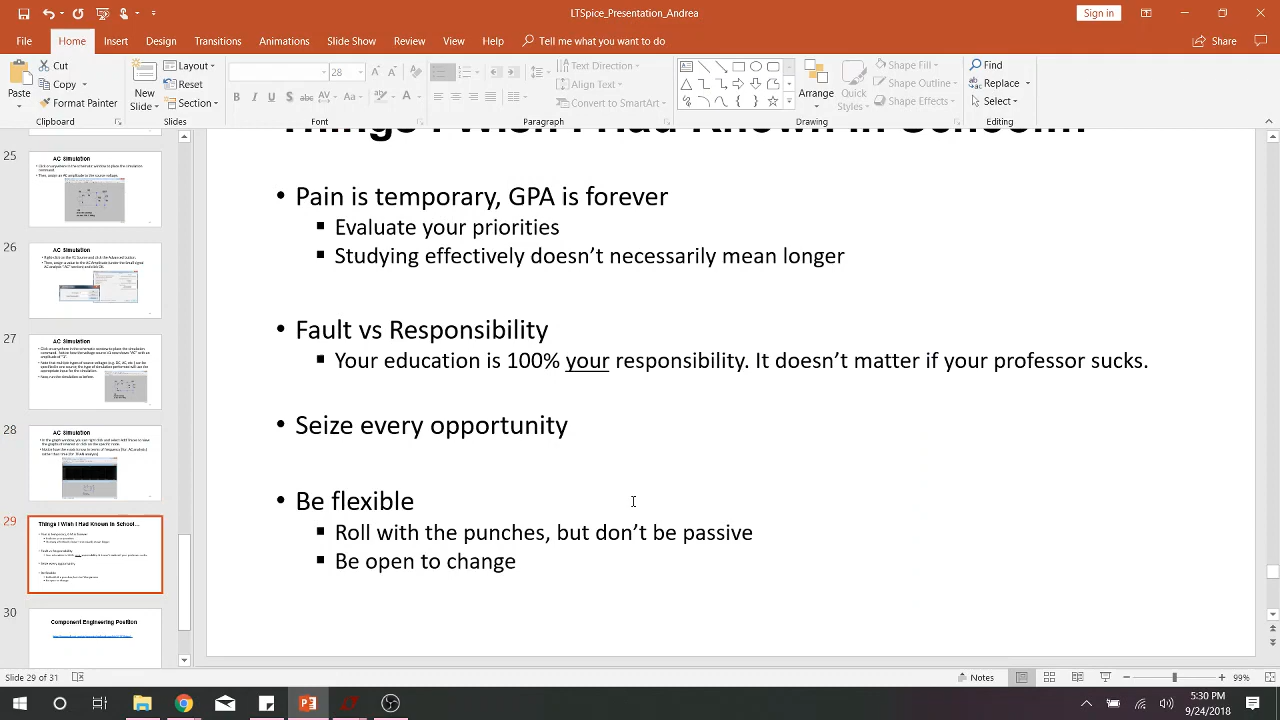 LTSpice_Presentation_Andrea
Sign in
File Home Insert Design Transitions Animations Slide Show Review View Help Tell me what you want to do Share
Paste
Cut
Copy
Format Painter
Clipboard
New Slide
Layout
Reset
Section
Slides
28
Font
Text Direction
Align Text
Convert to SmartArt
Paragraph
Arrange
Quick Styles
Shape Fill
Shape Outline
Shape Effects
Drawing
Find
Replace
Select
Editing
25
AC Simulation
26
AC Simulation
27
AC Simulation
28
AC Simulation
29
Things I Wish I Had Known In School...
30
Component Engineering Position
Things I Wish I Had Known In School...
• Pain is temporary, GPA is forever
▪ Evaluate your priorities
▪ Studying effectively doesn’t necessarily mean longer
• Fault vs Responsibility
▪ Your education is 100% your responsibility. It doesn’t matter if your professor sucks.
• Seize every opportunity
• Be flexible
▪ Roll with the punches, but don’t be passive
▪ Be open to change
Slide 29 of 31
Notes
99%
5:30 PM
9/24/2018